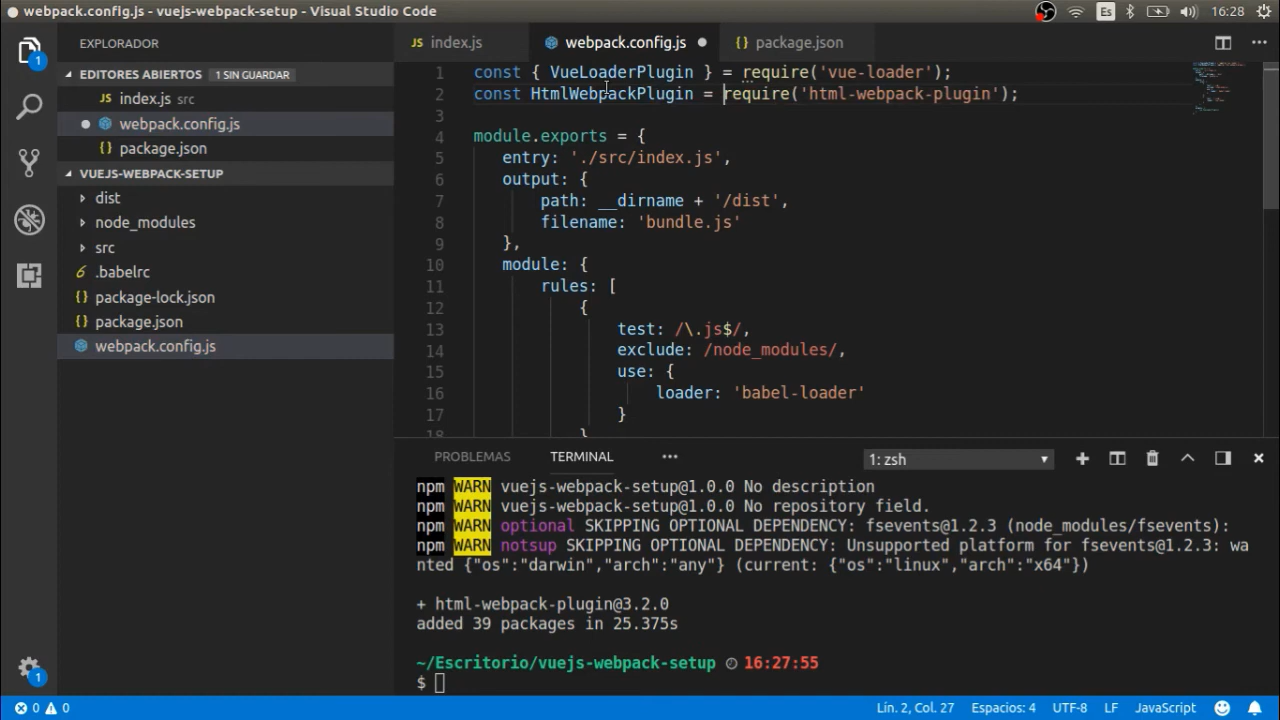 webpack.config.js - vuejs-webpack-setup - Visual Studio Code
Es
16:28
1
EXPLORADOR
EDITORES ABIERTOS 1 SIN GUARDAR
JS index.js src
webpack.config.js
{} package.json
VUEJS-WEBPACK-SETUP
dist
node_modules
src
6 .babelrc
{} package-lock.json
{} package.json
webpack.config.js
1
JS index.js
webpack.config.js
{} package.json
1 const { VueLoaderPlugin } = require('vue-loader');
2 const HtmlWebpackPlugin = require('html-webpack-plugin');
3
4 module.exports = {
5 entry: './src/index.js',
6 output: {
7 path: __dirname + '/dist',
8 filename: 'bundle.js'
9 },
10 module: {
11 rules: [
12 {
13 test: /\.js$/,
14 exclude: /node_modules/,
15 use: {
16 loader: 'babel-loader'
17 }
18 }
PROBLEMAS TERMINAL ••• 1: zsh
npm WARN vuejs-webpack-setup@1.0.0 No description
npm WARN vuejs-webpack-setup@1.0.0 No repository field.
npm WARN optional SKIPPING OPTIONAL DEPENDENCY: fsevents@1.2.3 (node_modules/fsevents):
npm WARN notsup SKIPPING OPTIONAL DEPENDENCY: Unsupported platform for fsevents@1.2.3: wa
nted {"os":"darwin","arch":"any"} (current: {"os":"linux","arch":"x64"})
+ html-webpack-plugin@3.2.0
added 39 packages in 25.375s
~/Escritorio/vuejs-webpack-setup 16:27:55
$
0 0 Lín. 2, Col. 27 Espacios: 4 UTF-8 LF JavaScript